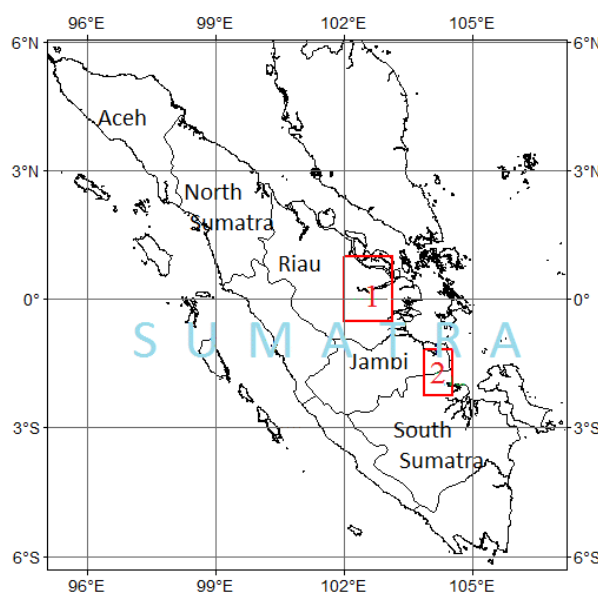 96°E 99°E 102°E 105°E
6°N 6°N
Aceh
3°N 3°N
North
Sumatra
Riau
0° 1 0°
SUMATRA
Jambi 2
3°S 3°S
South
Sumatra
6°S 6°S
96°E 99°E 102°E 105°E